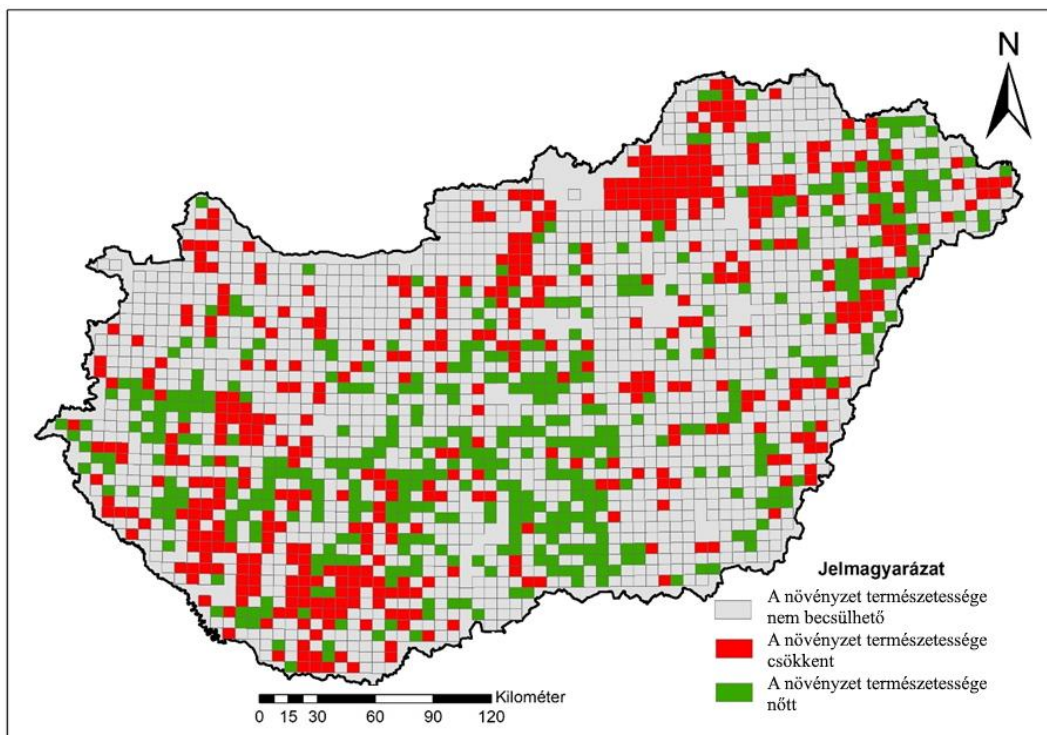 N
Jelmagyarázat
A növényzet természetessége
nem becsülhető
A növényzet természetessége
csökkent
A növényzet természetessége
nőtt
Kilométer
0 15 30 60 90 120